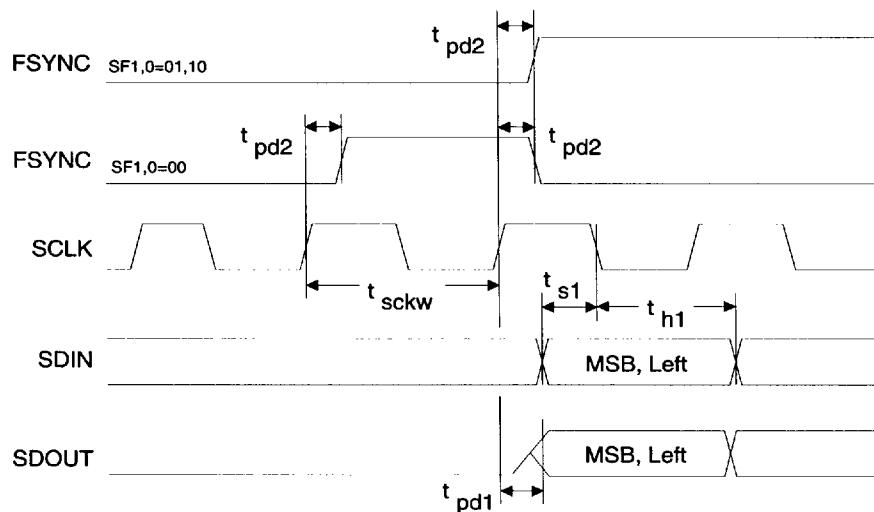 t pd2
FSYNC SF1,0=01,10
t pd2 t pd2
FSYNC SF1,0=00
SCLK
t sckw t s1 t h1
SDIN MSB, Left
SDOUT MSB, Left
t pd1